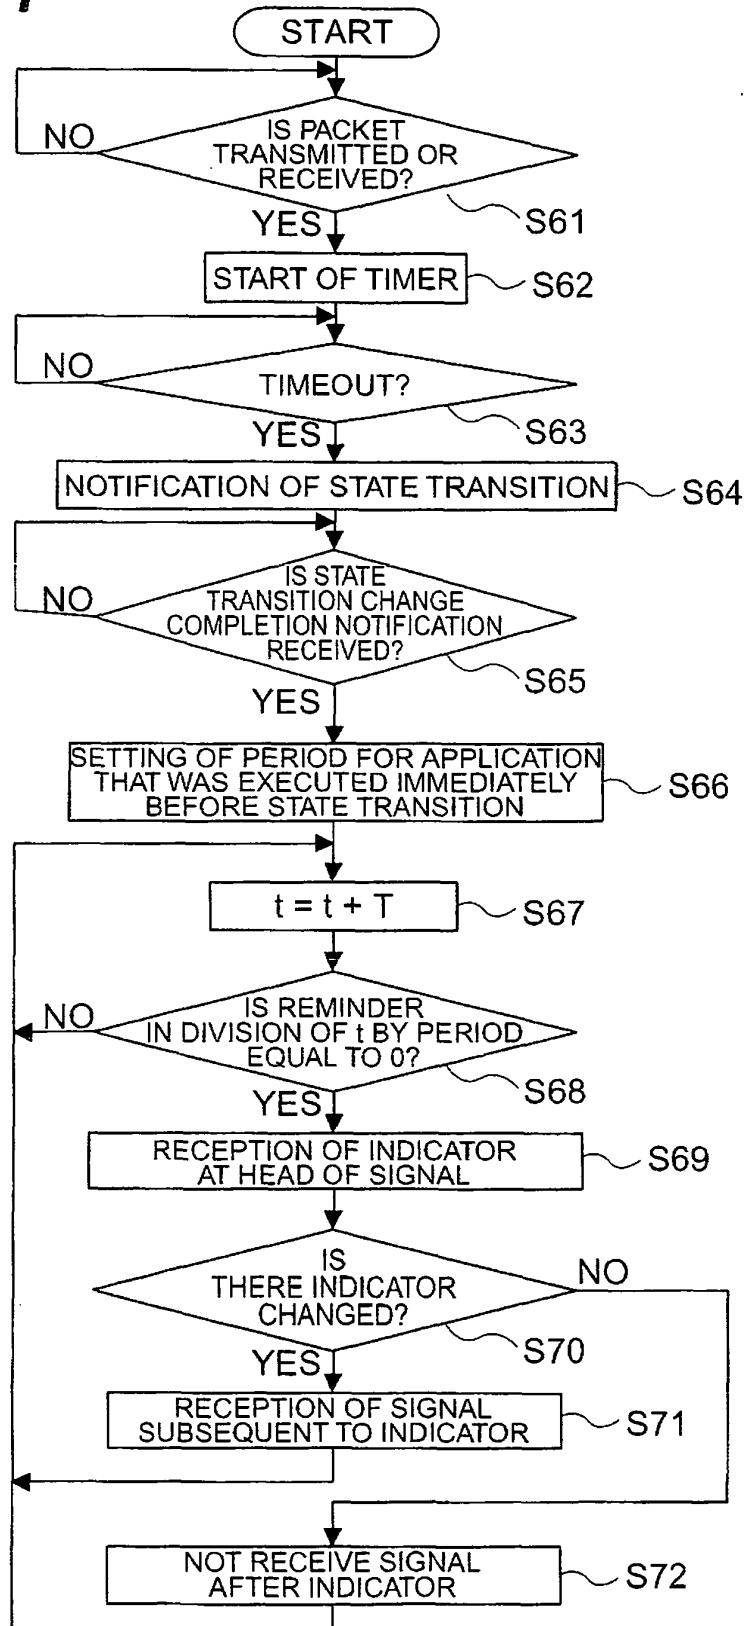 START
IS PACKET
TRANSMITTED OR
RECEIVED?
NO
S61
YES
START OF TIMER
S62
NO
TIMEOUT?
S63
YES
NOTIFICATION OF STATE TRANSITION
S64
IS STATE
TRANSITION CHANGE
COMPLETION NOTIFICATION
RECEIVED?
NO
S65
YES
SETTING OF PERIOD FOR APPLICATION
THAT WAS EXECUTED IMMEDIATELY
BEFORE STATE TRANSITION
S66
t = t + T
S67
IS REMINDER
IN DIVISION OF t BY PERIOD
EQUAL TO 0?
NO
S68
YES
RECEPTION OF INDICATOR
AT HEAD OF SIGNAL
S69
IS
THERE INDICATOR
CHANGED?
NO
S70
YES
RECEPTION OF SIGNAL
SUBSEQUENT TO INDICATOR
S71
NOT RECEIVE SIGNAL
AFTER INDICATOR
S72